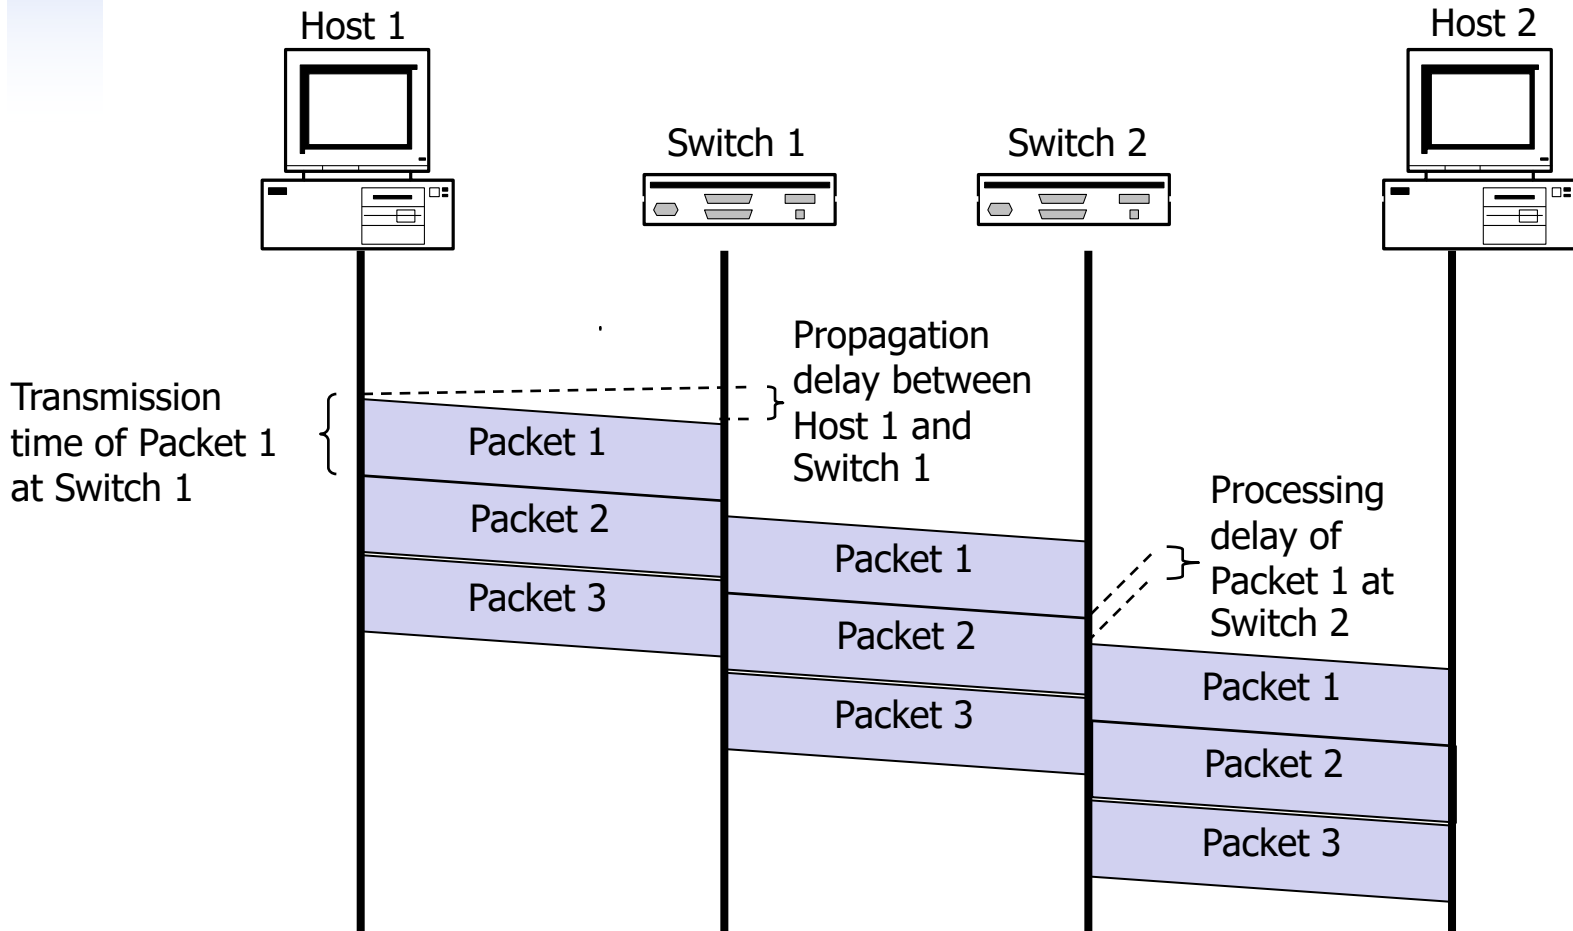 Host 1
Host 2
Switch 1
Switch 2
Transmission
time of Packet 1
at Switch 1
Propagation
delay between
Host 1 and
Switch 1
Processing
delay of
Packet 1 at
Switch 2
Packet 1
Packet 2
Packet 3
Packet 1
Packet 2
Packet 3
Packet 1
Packet 2
Packet 3